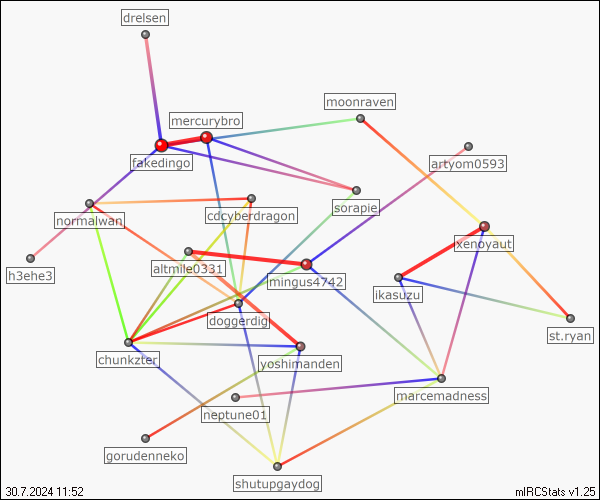 drelsen
moonraven
mercurybro
fakedingo
artyom0593
cdcyberdragon
sorapie
normalwan
xenoyaut
h3ehe3
altmile0331
mingus4742
ikasuzu
doggerdig
st.ryan
chunkzter
yoshimanden
marcemadness
neptune01
gorudenneko
shutupgaydog
30.7.2024 11:52
mIRCStats v1.25